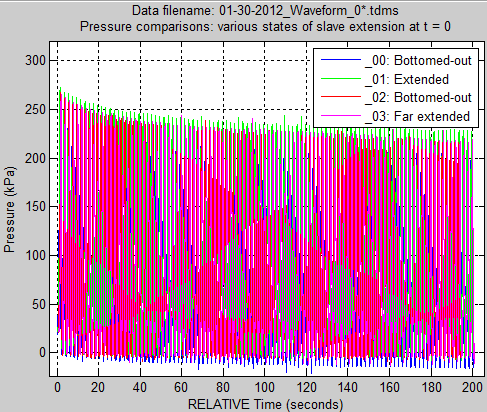 Data filename: 01-30-2012_Waveform_0*.tdms
Pressure comparisons: various states of slave extension at t = 0
_00: Bottomed-out
_01: Extended
_02: Bottomed-out
_03: Far extended
Pressure (kPa)
300
250
200
150
100
50
0
0 20 40 60 80 100 120 140 160 180 200
RELATIVE Time (seconds)